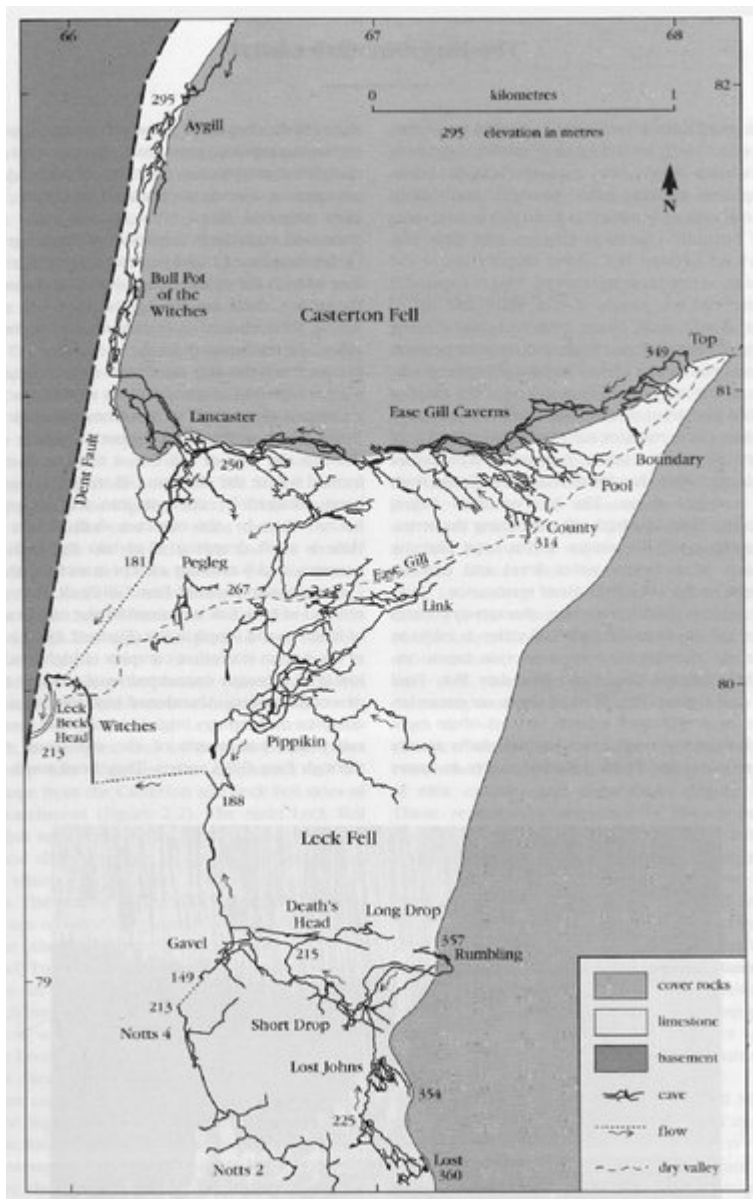 66
67
68
82
0
kilometres
1
295 elevation in metres
N
295
Aygill
Bull Pot
of the
Witches
Casterton Fell
349
Top
81
Lancaster
Ease Gill Caverns
250
Boundary
Pool
Dent Fault
County
314
181
Pegleg
267
Ease Gill
Link
80
Leck
Beck
Head
213
Witches
Pippikin
188
Leck Fell
Death's
Head
Long Drop
Gavel
215
357
Rumbling
149
79
213
Short Drop
Notts 4
Lost Johns
354
225
Notts 2
Lost
360
cover rocks
limestone
basement
cave
flow
dry valley